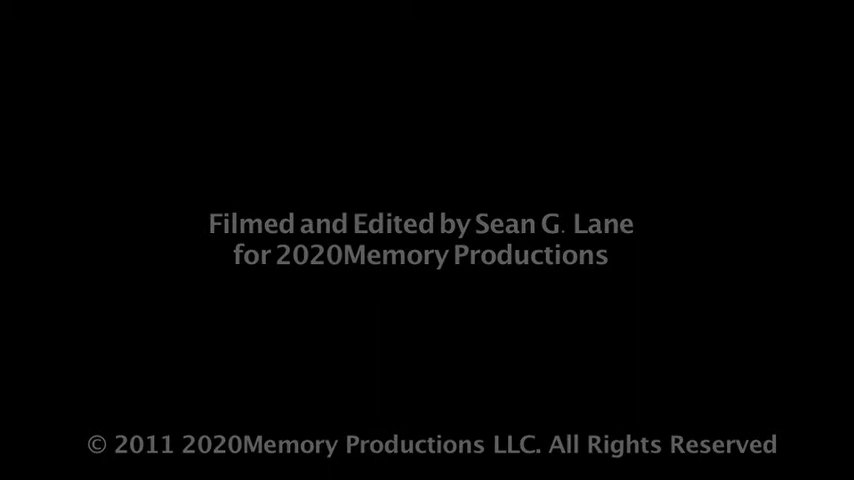 Filmed and Edited by Sean G. Lane
for 2020Memory Productions
© 2011 2020Memory Productions LLC. All Rights Reserved